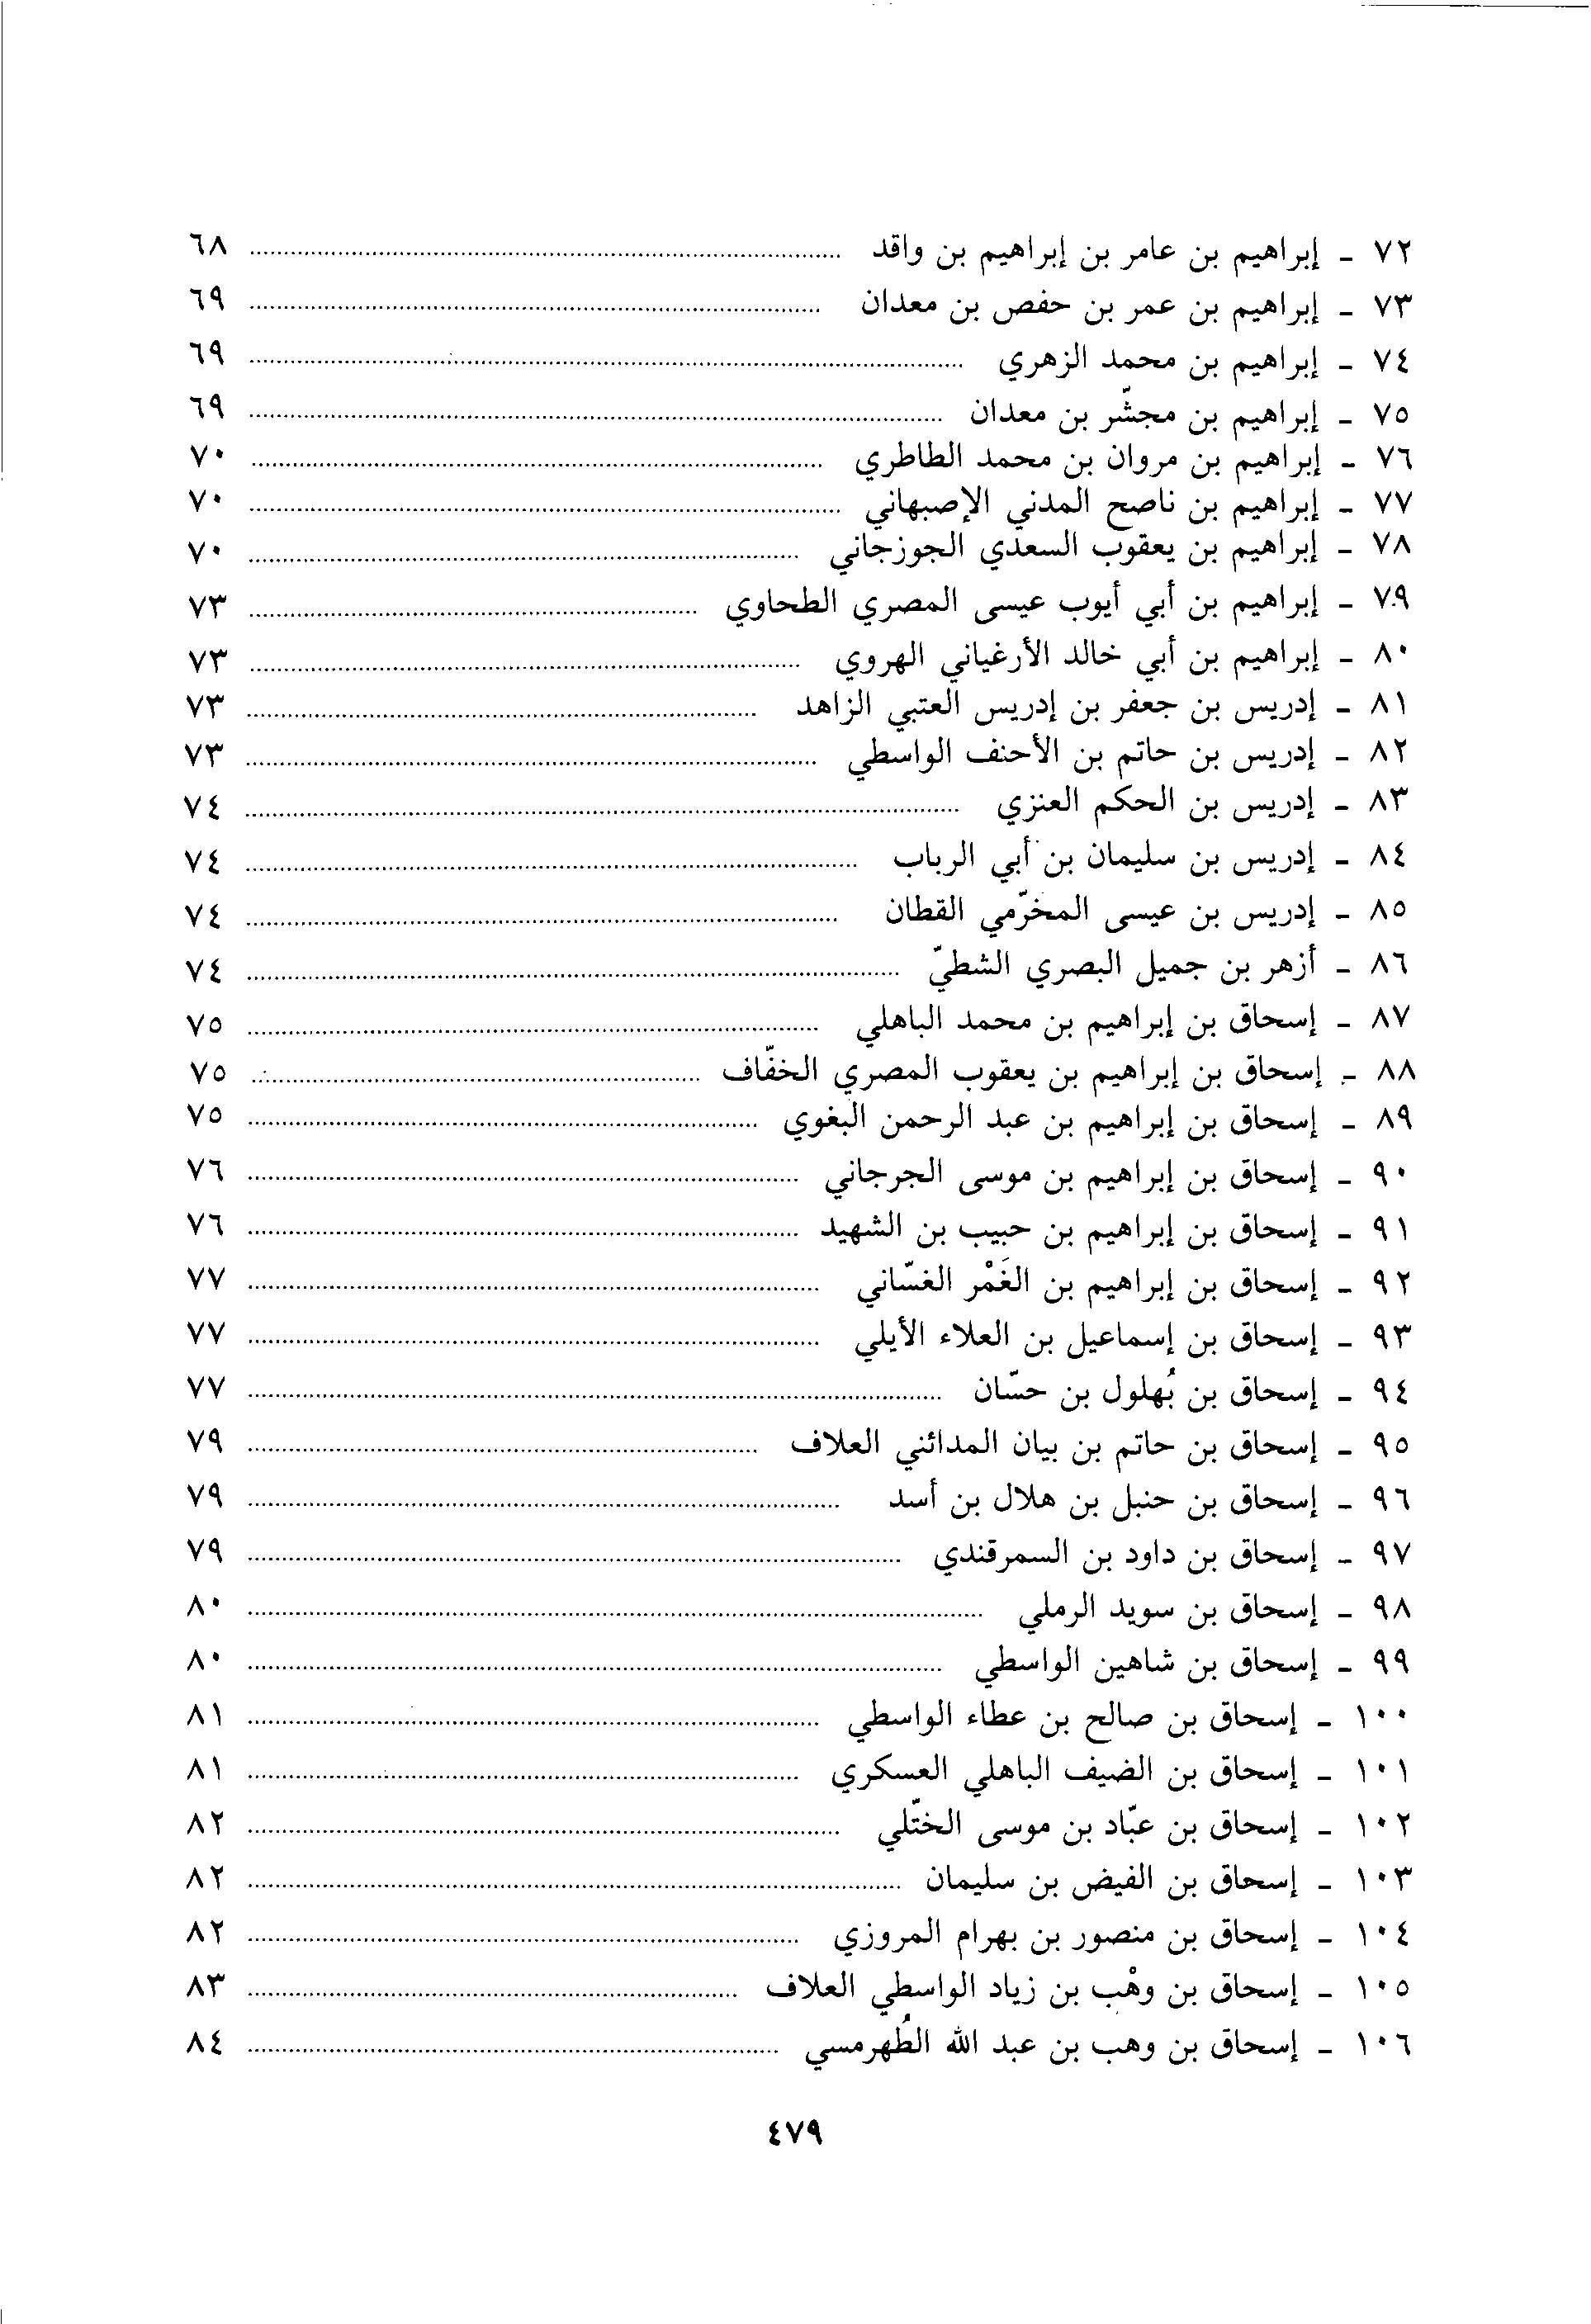 ٧٢ - إبراهيم بن عامر بن إبراهيم بن واقد ........ ٦٨
٧٣ - إبراهيم بن عمر بن حفص بن معدان ........ ٦٩
٧٤ - إبراهيم بن محمد الزهري ........ ٦٩
٧٥ - إبراهيم بن مجشّر بن معدان ........ ٦٩
٧٦ - إبراهيم بن مروان بن محمد الطاطري ........ ٧٠
٧٧ - إبراهيم بن ناصح المدني الإصبهاني ........ ٧٠
٧٨ - إبراهيم بن يعقوب السعدي الجوزجاني ........ ٧٠
٧٩ - إبراهيم بن أبي أيوب عيسى المصري الطحاوي ........ ٧٣
٨٠ - إبراهيم بن أبي خالد الأرغياني الهروي ........ ٧٣
٨١ - إدريس بن جعفر بن إدريس العتبي الزاهد ........ ٧٣
٨٢ - إدريس بن حاتم بن الأحنف الواسطي ........ ٧٣
٨٣ - إدريس بن الحكم العنزي ........ ٧٤
٨٤ - إدريس بن سليمان بن أبي الرباب ........ ٧٤
٨٥ - إدريس بن عيسى المخرّمي القطان ........ ٧٤
٨٦ - أزهر بن جميل البصري الشطيّ ........ ٧٤
٨٧ - إسحاق بن إبراهيم بن محمد الباهلي ........ ٧٥
٨٨ - إسحاق بن إبراهيم بن يعقوب المصري الخفّاف ........ ٧٥
٨٩ - إسحاق بن إبراهيم بن عبد الرحمن البغوي ........ ٧٥
٩٠ - إسحاق بن إبراهيم بن موسى الجرجاني ........ ٧٦
٩١ - إسحاق بن إبراهيم بن حبيب بن الشهيد ........ ٧٦
٩٢ - إسحاق بن إبراهيم بن الغَمْر الغسّاني ........ ٧٧
٩٣ - إسحاق بن إسماعيل بن العلاء الأيلي ........ ٧٧
٩٤ - إسحاق بن بُهلول بن حسّان ........ ٧٧
٩٥ - إسحاق بن حاتم بن بيان المدائني العلاف ........ ٧٩
٩٦ - إسحاق بن حنبل بن هلال بن أسد ........ ٧٩
٩٧ - إسحاق بن داود بن السمرقندي ........ ٧٩
٩٨ - إسحاق بن سويد الرملي ........ ٨٠
٩٩ - إسحاق بن شاهين الواسطي ........ ٨٠
١٠٠ - إسحاق بن صالح بن عطاء الواسطي ........ ٨١
١٠١ - إسحاق بن الضيف الباهلي العسكري ........ ٨١
١٠٢ - إسحاق بن عبّاد بن موسى الختّلي ........ ٨٢
١٠٣ - إسحاق بن الفيض بن سليمان ........ ٨٢
١٠٤ - إسحاق بن منصور بن بهرام المروزي ........ ٨٢
١٠٥ - إسحاق بن وهْب بن زياد الواسطي العلاف ........ ٨٣
١٠٦ - إسحاق بن وهب بن عبد الله الطُهرمسي ........ ٨٤
٤٧٩